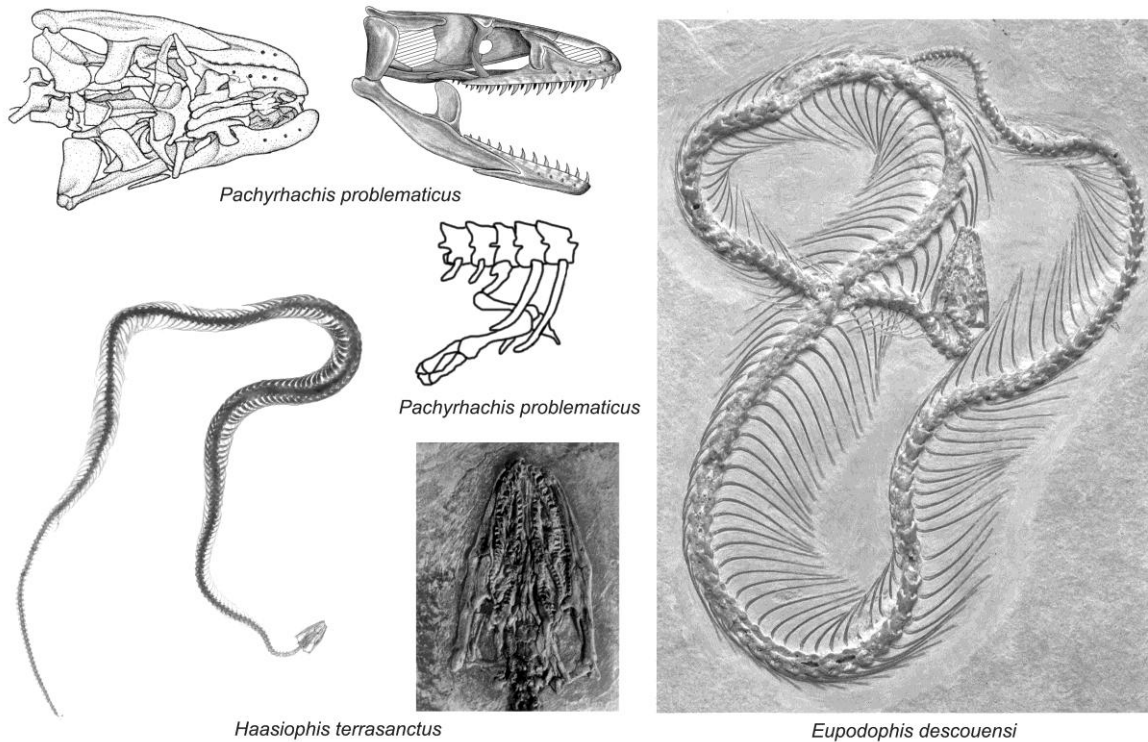 Pachyrhachis problematicus
Pachyrhachis problematicus
Haasiophis terrasanctus
Eupodophis descouensi